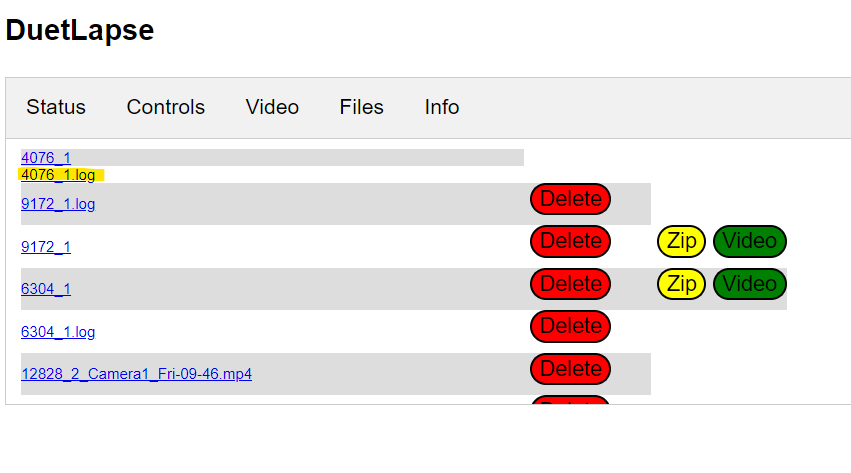 DuetLapse
Status Controls Video Files Info
4076_1
4076_1.log
9172_1.log Delete
9172_1 Delete Zip Video
6304_1 Delete Zip Video
6304_1.log Delete
12828_2_Camera1_Fri-09-46.mp4 Delete